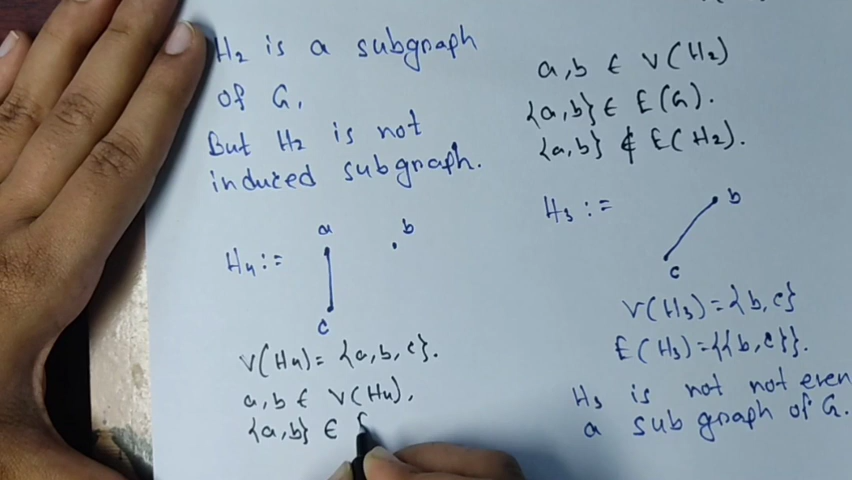 H₂ is a subgraph
of G.
But H₂ is not
induced subgraph.
a, b ∈ V(H₂)
{a,b} ∈ E(G).
{a,b} ∉ E(H₂).
H₄ :=
a
b
c
V(H₄) = {a, b, c}.
a, b ∈ V(H₄).
{a,b} ∈
H₃ :=
b
c
V(H₃) = {b, c}
E(H₃) = {{b, c}}.
H₃ is not not even
a sub graph of G.